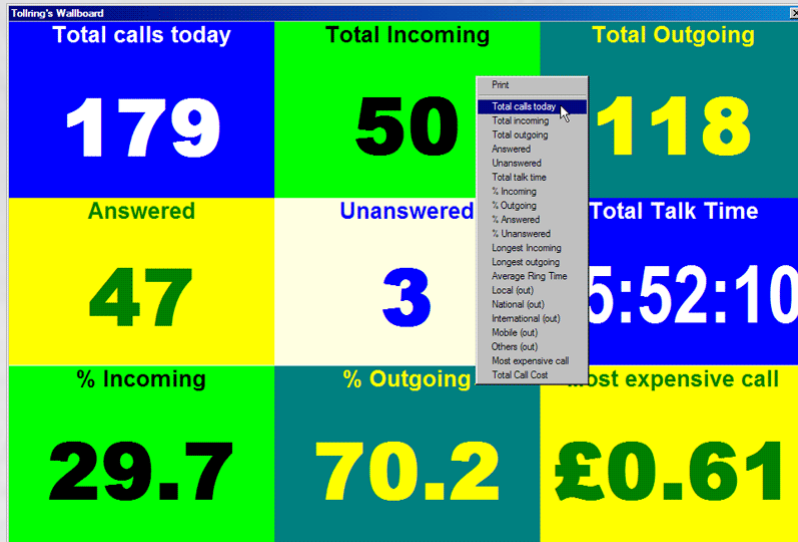 Tollring's Wallboard
Total calls today
Total Incoming
Total Outgoing
179
50
118
Answered
Unanswered
Total Talk Time
47
3
5:52:10
% Incoming
% Outgoing
ost expensive call
29.7
70.2
£0.61
Print
Total calls today
Total incoming
Total outgoing
Answered
Unanswered
Total talk time
% Incoming
% Outgoing
% Answered
% Unanswered
Longest Incoming
Longest outgoing
Average Ring Time
Local (out)
National (out)
International (out)
Mobile (out)
Others (out)
Most expensive call
Total Call Cost